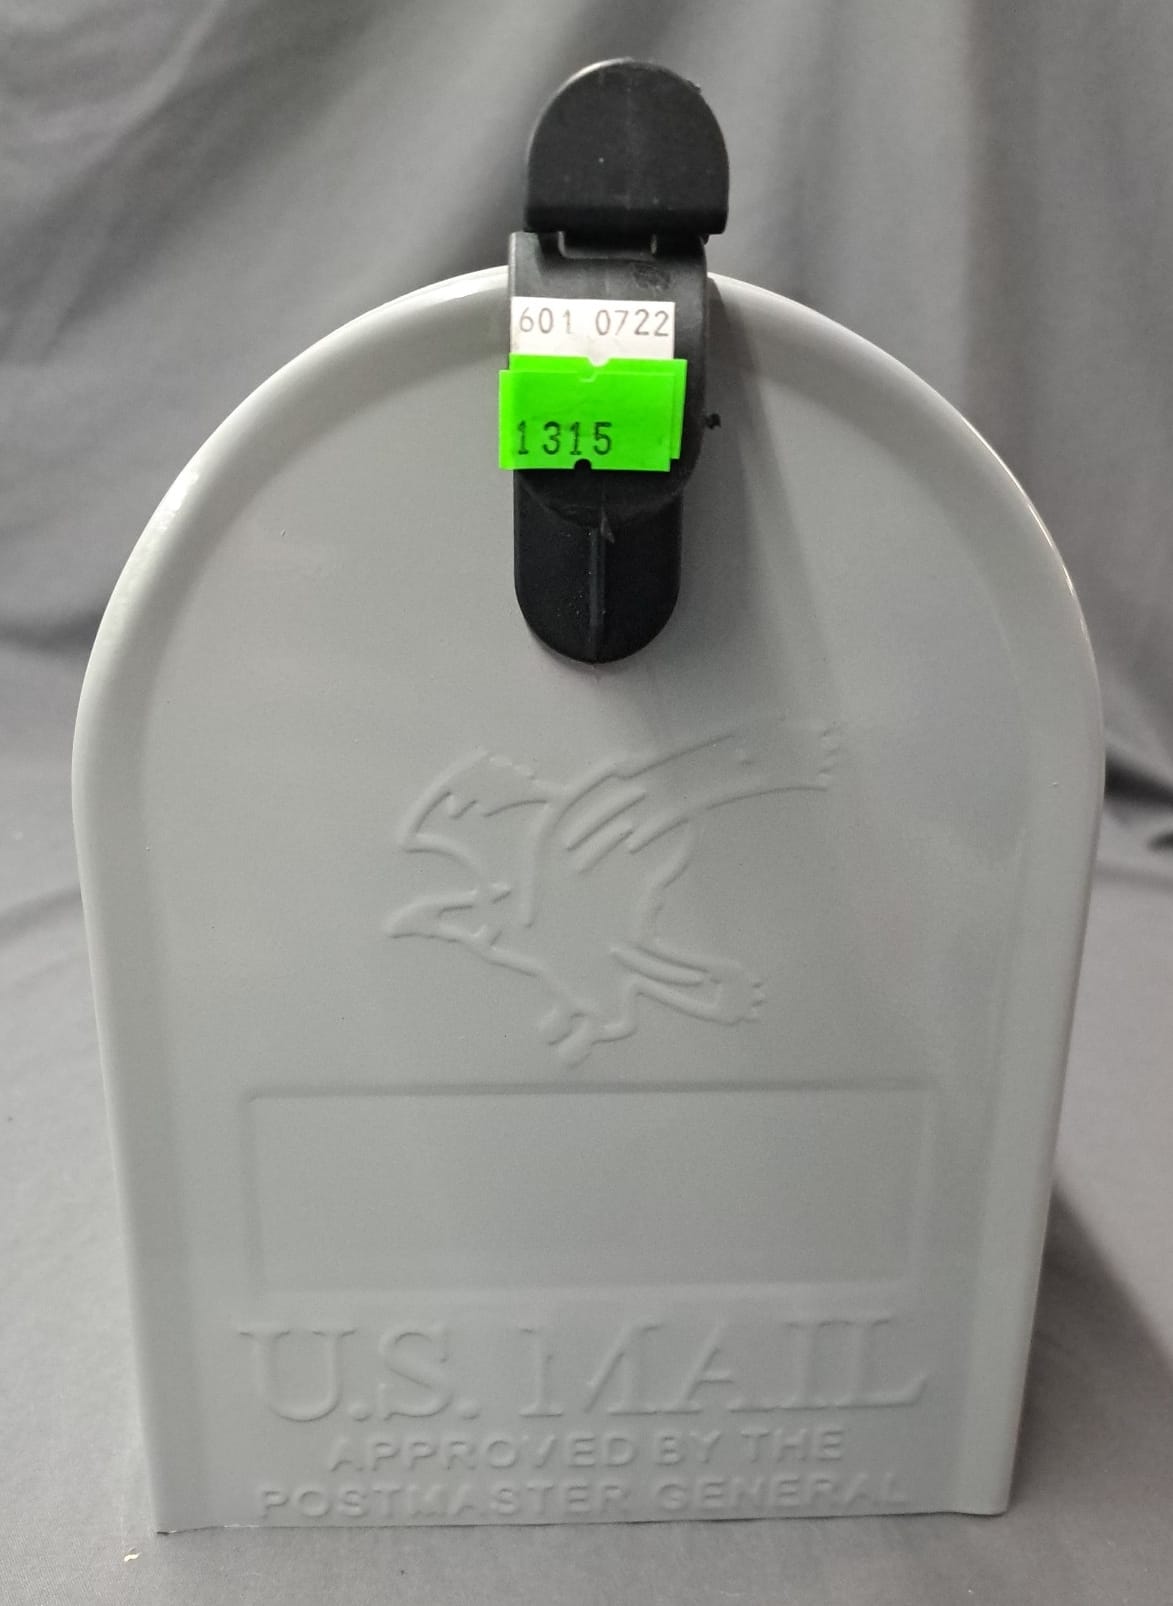 601 0722
1315
U.S. MAIL
APPROVED BY THE
POSTMASTER GENERAL